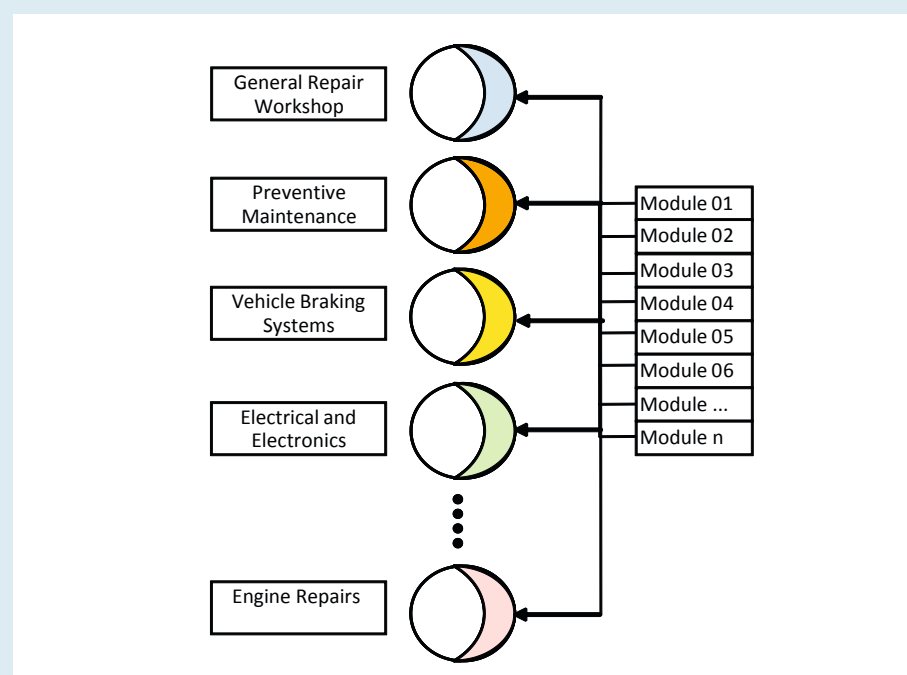 General Repair
Workshop
Preventive
Maintenance
Vehicle Braking
Systems
Electrical and
Electronics
Engine Repairs
Module 01
Module 02
Module 03
Module 04
Module 05
Module 06
Module ...
Module n